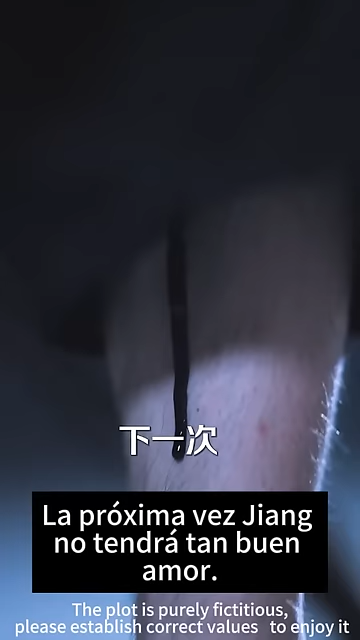 下一次
La próxima vez Jiang
no tendrá tan buen
amor.
The plot is purely fictitious,
please establish correct values to enjoy it